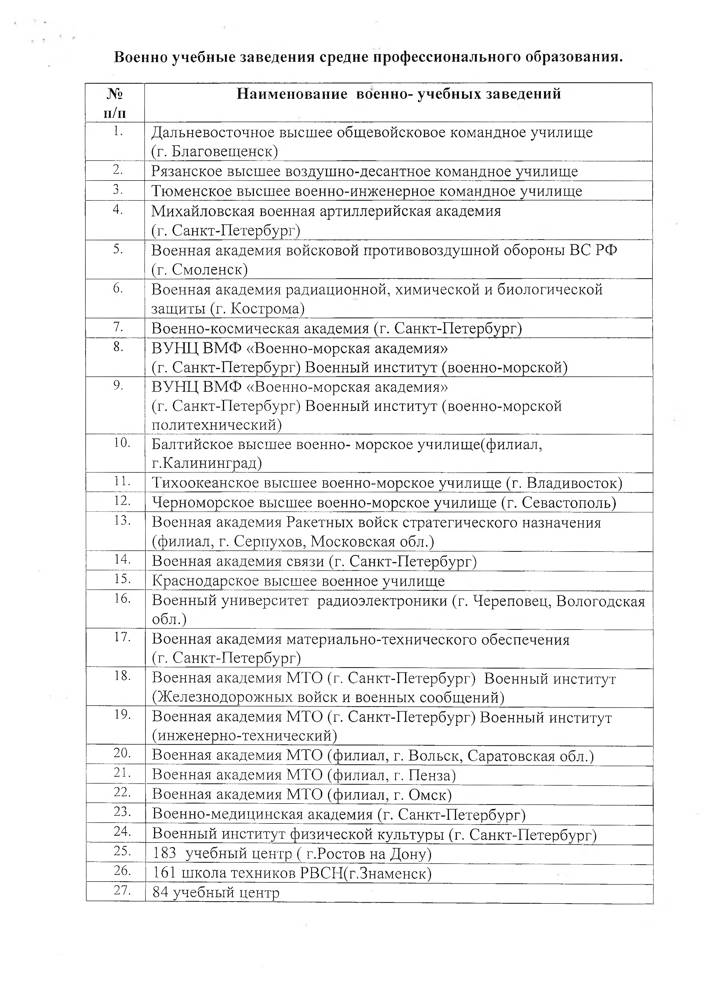 Военно учебные заведения средне профессионального образования.
№
п/п
Наименование военно- учебных заведений
1.
Дальневосточное высшее общевойсковое командное училище
(г. Благовещенск)
2.
Рязанское высшее воздушно-десантное командное училище
3.
Тюменское высшее военно-инженерное командное училище
4.
Михайловская военная артиллерийская академия
(г. Санкт-Петербург)
5.
Военная академия войсковой противовоздушной обороны ВС РФ
(г. Смоленск)
6.
Военная академия радиационной, химической и биологической
защиты (г. Кострома)
7.
Военно-космическая академия (г. Санкт-Петербург)
8.
ВУНЦ ВМФ «Военно-морская академия»
(г. Санкт-Петербург) Военный институт (военно-морской)
9.
ВУНЦ ВМФ «Военно-морская академия»
(г. Санкт-Петербург) Военный институт (военно-морской
политехнический)
10.
Балтийское высшее военно- морское училище(филиал,
г.Калининград)
11.
Тихоокеанское высшее военно-морское училище (г. Владивосток)
12.
Черноморское высшее военно-морское училище (г. Севастополь)
13.
Военная академия Ракетных войск стратегического назначения
(филиал, г. Серпухов, Московская обл.)
14.
Военная академия связи (г. Санкт-Петербург)
15.
Краснодарское высшее военное училище
16.
Военный университет радиоэлектроники (г. Череповец, Вологодская
обл.)
17.
Военная академия материально-технического обеспечения
(г. Санкт-Петербург)
18.
Военная академия МТО (г. Санкт-Петербург) Военный институт
(Железнодорожных войск и военных сообщений)
19.
Военная академия МТО (г. Санкт-Петербург) Военный институт
(инженерно-технический)
20.
Военная академия МТО (филиал, г. Вольск, Саратовская обл.)
21.
Военная академия МТО (филиал, г. Пенза)
22.
Военная академия МТО (филиал, г. Омск)
23.
Военно-медицинская академия (г. Санкт-Петербург)
24.
Военный институт физической культуры (г. Санкт-Петербург)
25.
183 учебный центр ( г.Ростов на Дону)
26.
161 школа техников РВСН(г.Знаменск)
27.
84 учебный центр